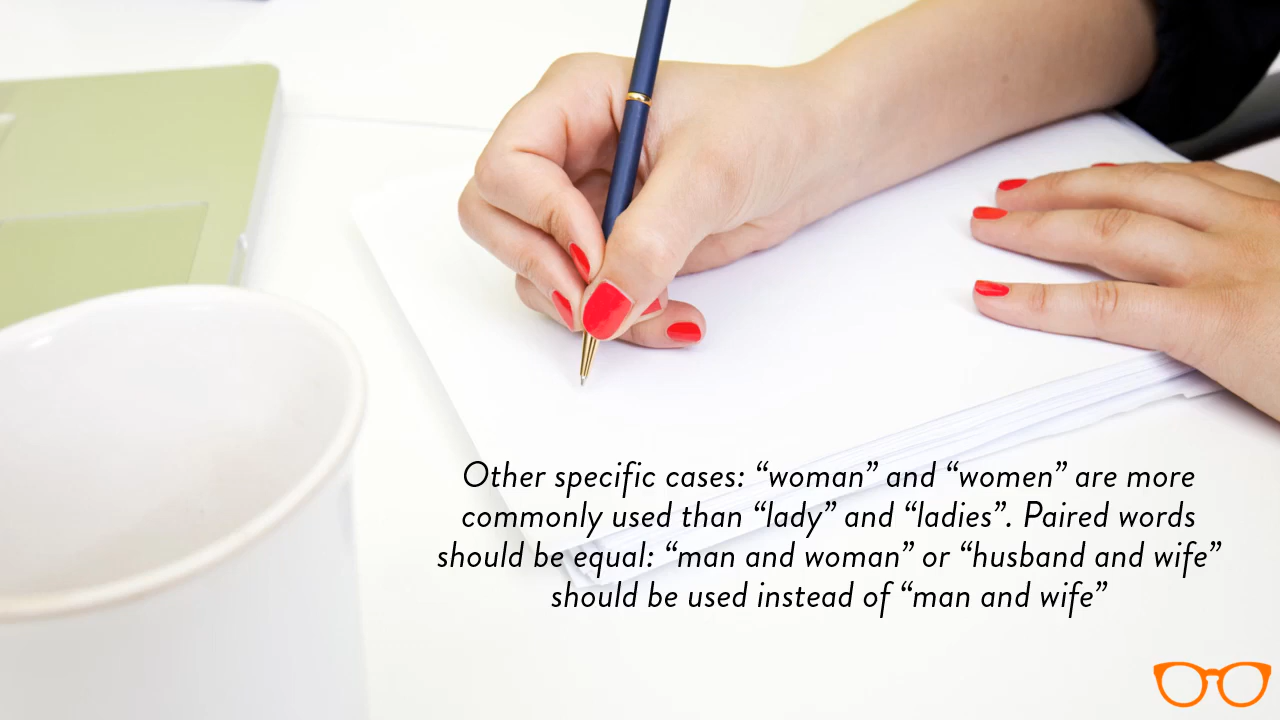 Other specific cases: “woman” and “women” are more
commonly used than “lady” and “ladies”. Paired words
should be equal: “man and woman” or “husband and wife”
should be used instead of “man and wife”